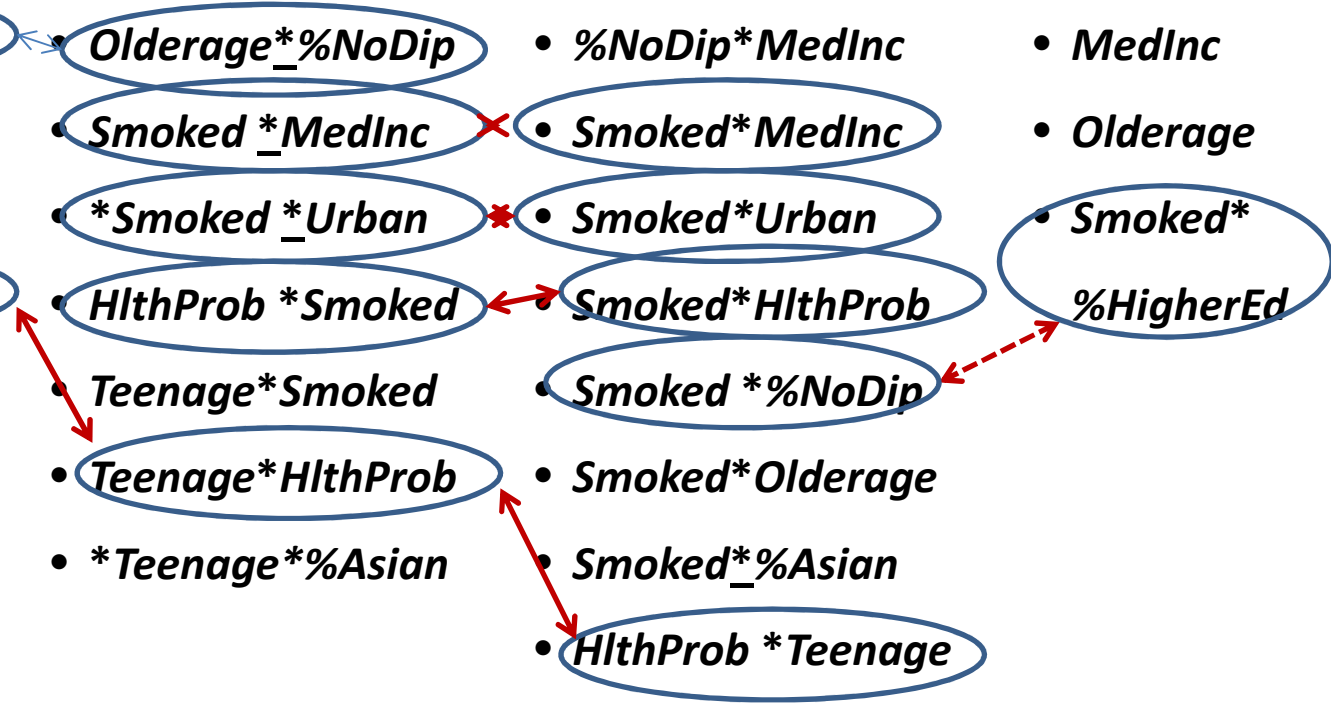 • Olderage*%NoDip
• Smoked *MedInc
• *Smoked *Urban
• HlthProb *Smoked
• Teenage*Smoked
• Teenage*HlthProb
• *Teenage*%Asian
• %NoDip*MedInc
• Smoked*MedInc
• Smoked*Urban
• Smoked*HlthProb
• Smoked *%NoDip
• Smoked*Olderage
• Smoked*%Asian
• HlthProb *Teenage
• MedInc
• Olderage
• Smoked*
%HigherEd